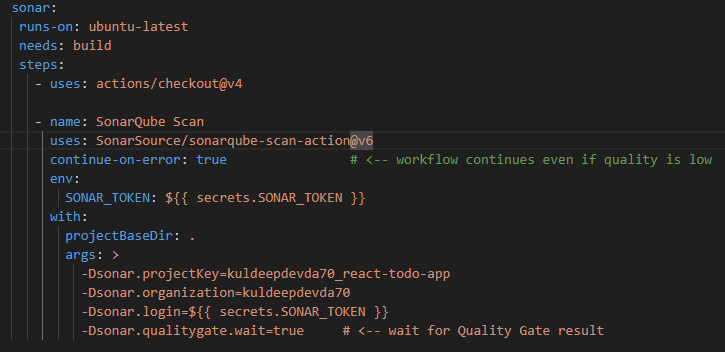 sonar:
runs-on: ubuntu-latest
needs: build
steps:
- uses: actions/checkout@v4
- name: SonarQube Scan
uses: SonarSource/sonarqube-scan-action@v6
continue-on-error: true # <-- workflow continues even if quality is low
env:
SONAR_TOKEN: ${{ secrets.SONAR_TOKEN }}
with:
projectBaseDir: .
args: >
-Dsonar.projectKey=kuldeepdevda70_react-todo-app
-Dsonar.organization=kuldeepdevda70
-Dsonar.login=${{ secrets.SONAR_TOKEN }}
-Dsonar.qualitygate.wait=true # <-- wait for Quality Gate result